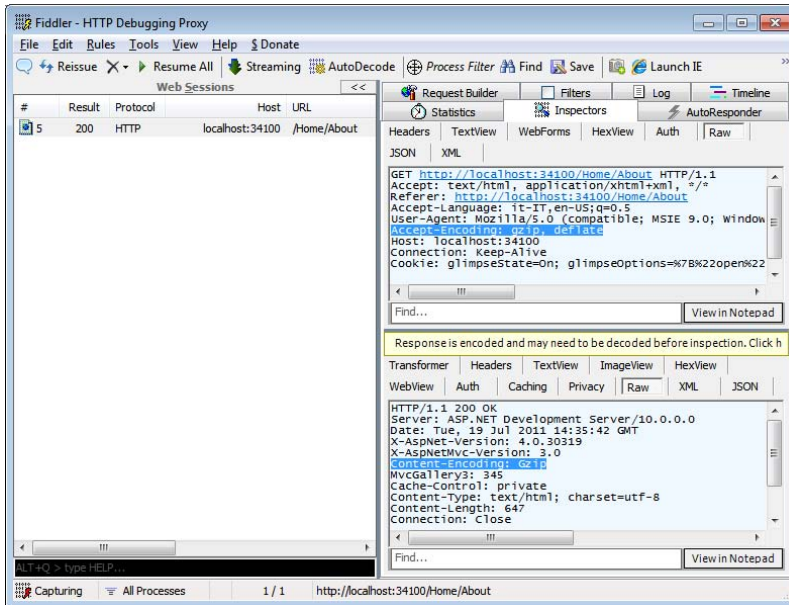 Fiddler - HTTP Debugging Proxy
File Edit Rules Tools View Help $ Donate
Reissue Resume All Streaming AutoDecode Process Filter Find Save Launch IE »
Web Sessions <<
# Result Protocol Host URL
5 200 HTTP localhost:34100 /Home/About
ALT+Q > type HELP...
Request Builder Filters Log Timeline
Statistics Inspectors AutoResponder
Headers TextView WebForms HexView Auth Raw
JSON XML
GET http://localhost:34100/Home/About HTTP/1.1
Accept: text/html, application/xhtml+xml, */*
Referer: http://localhost:34100/Home/About
Accept-Language: it-IT,en-US;q=0.5
User-Agent: Mozilla/5.0 (compatible; MSIE 9.0; Window
Accept-Encoding: gzip, deflate
Host: localhost:34100
Connection: Keep-Alive
Cookie: glimpseState=On; glimpseOptions=%7B%22open%22
Find... View in Notepad
Response is encoded and may need to be decoded before inspection. Click h
Transformer Headers TextView ImageView HexView
WebView Auth Caching Privacy Raw XML JSON
HTTP/1.1 200 OK
Server: ASP.NET Development Server/10.0.0.0
Date: Tue, 19 Jul 2011 14:35:42 GMT
X-AspNet-Version: 4.0.30319
X-AspNetMvc-Version: 3.0
Content-Encoding: Gzip
MvcGallery3: 345
Cache-Control: private
Content-Type: text/html; charset=utf-8
Content-Length: 647
Connection: Close
Find... View in Notepad
Capturing All Processes 1 / 1 http://localhost:34100/Home/About